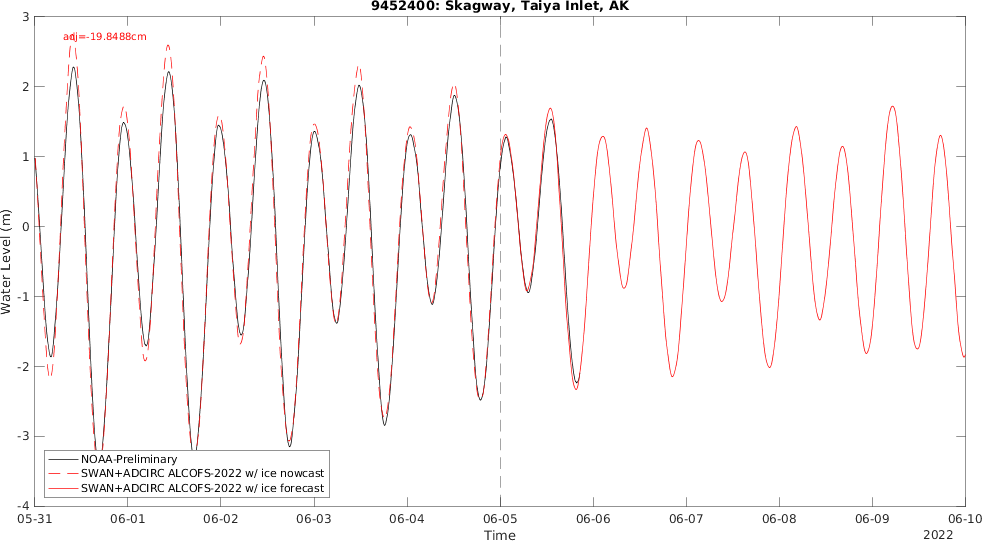 9452400: Skagway, Taiya Inlet, AK
adj=-19.8488cm
3
2
1
0
-1
-2
-3
-4
Water Level (m)
NOAA-Preliminary
SWAN+ADCIRC ALCOFS-2022 w/ ice nowcast
SWAN+ADCIRC ALCOFS-2022 w/ ice forecast
05-31 06-01 06-02 06-03 06-04 06-05 06-06 06-07 06-08 06-09 06-10
Time
2022